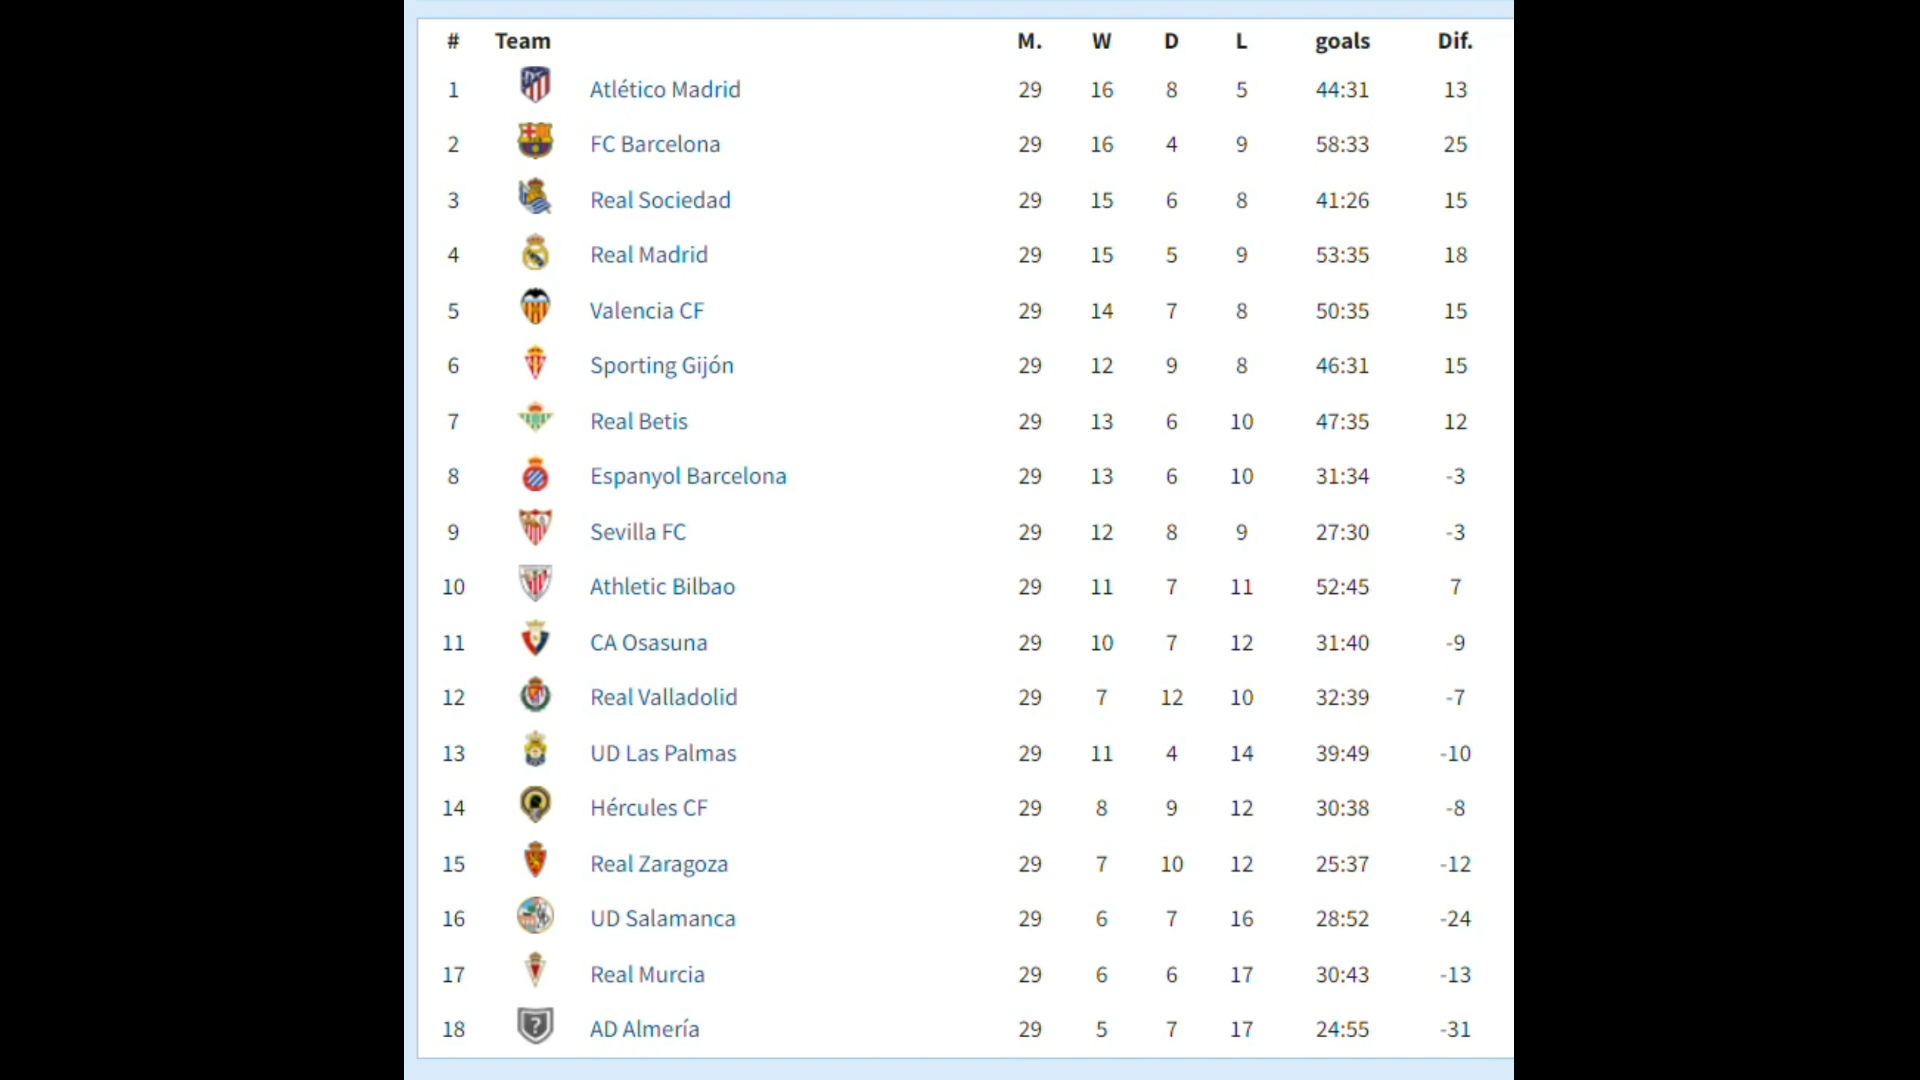 # Team M. W D L goals Dif.
1 Atlético Madrid 29 16 8 5 44:31 13
2 FC Barcelona 29 16 4 9 58:33 25
3 Real Sociedad 29 15 6 8 41:26 15
4 Real Madrid 29 15 5 9 53:35 18
5 Valencia CF 29 14 7 8 50:35 15
6 Sporting Gijón 29 12 9 8 46:31 15
7 Real Betis 29 13 6 10 47:35 12
8 Espanyol Barcelona 29 13 6 10 31:34 -3
9 Sevilla FC 29 12 8 9 27:30 -3
10 Athletic Bilbao 29 11 7 11 52:45 7
11 CA Osasuna 29 10 7 12 31:40 -9
12 Real Valladolid 29 7 12 10 32:39 -7
13 UD Las Palmas 29 11 4 14 39:49 -10
14 Hércules CF 29 8 9 12 30:38 -8
15 Real Zaragoza 29 7 10 12 25:37 -12
16 UD Salamanca 29 6 7 16 28:52 -24
17 Real Murcia 29 6 6 17 30:43 -13
18 ? AD Almería 29 5 7 17 24:55 -31